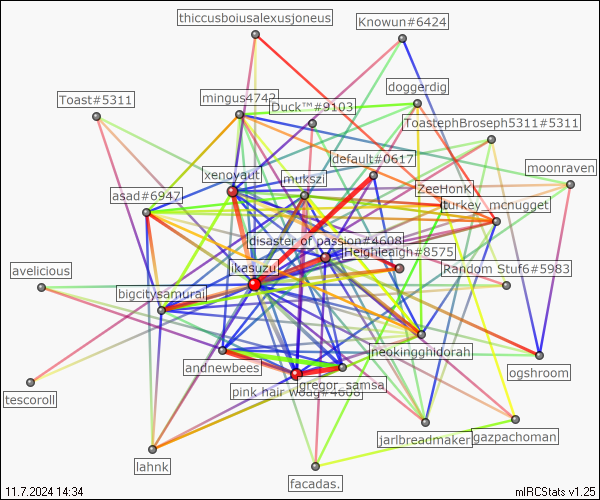 thiccusboiusalexusjoneus
Knowun#6424
doggerdig
Toast#5311
mingus4742
Duck™#9103
ToastephBroseph5311#5311
default#0617
moonraven
xenoyaut
mukszi
ZeeHonK
asad#6947
turkey_mcnugget
disaster of passion#4608
Heighleaigh#8575
avelicious
ikasuzu
Random Stuf6#5983
bigcitysamurai
neokingghidorah
andnewbees
ogshroom
gregor_samsa
pink hair woag#4608
tescoroll
jarlbreadmaker
gazpachoman
lahnk
facadas.
11.7.2024 14:34
mIRCStats v1.25